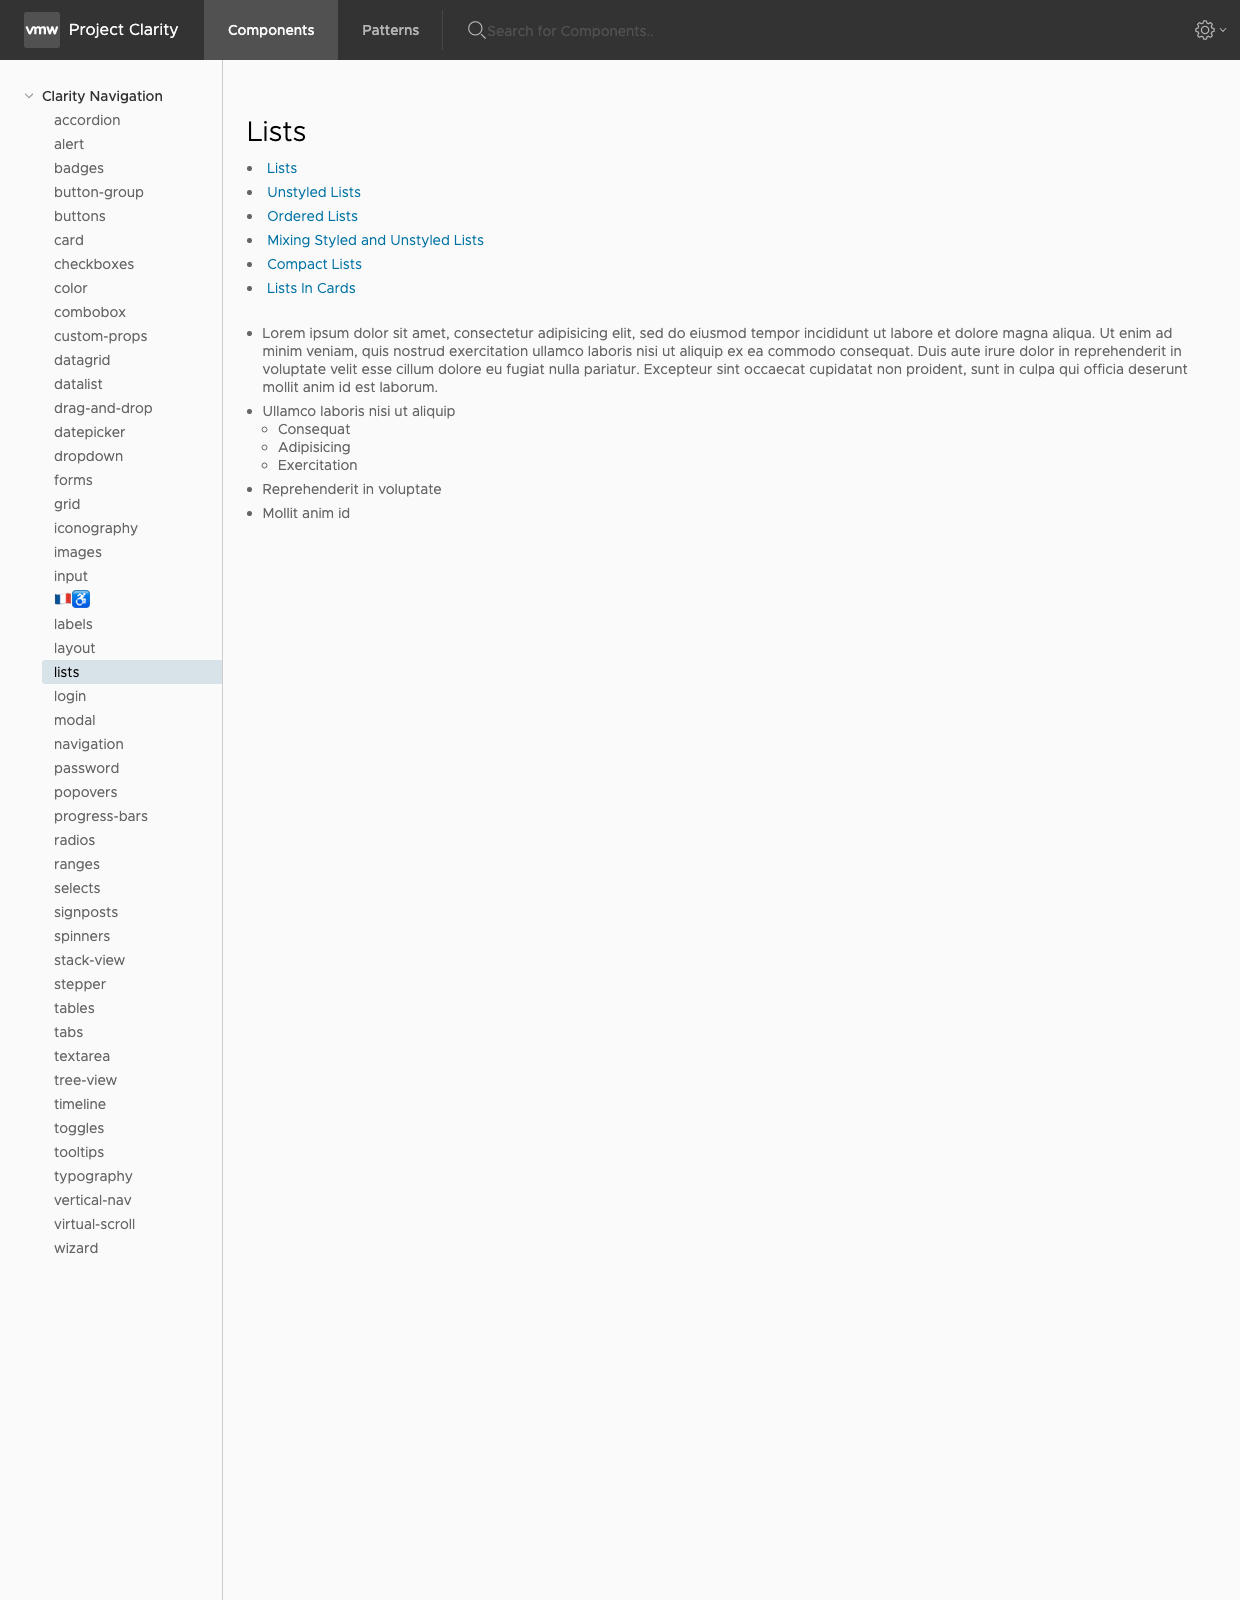 vmw Project Clarity Components Patterns Search for Components..
Clarity Navigation
accordion
alert
badges
button-group
buttons
card
checkboxes
color
combobox
custom-props
datagrid
datalist
drag-and-drop
datepicker
dropdown
forms
grid
iconography
images
input
🇫🇷♿
labels
layout
lists
login
modal
navigation
password
popovers
progress-bars
radios
ranges
selects
signposts
spinners
stack-view
stepper
tables
tabs
textarea
tree-view
timeline
toggles
tooltips
typography
vertical-nav
virtual-scroll
wizard
Lists
Lists
Unstyled Lists
Ordered Lists
Mixing Styled and Unstyled Lists
Compact Lists
Lists In Cards
Lorem ipsum dolor sit amet, consectetur adipisicing elit, sed do eiusmod tempor incididunt ut labore et dolore magna aliqua. Ut enim ad
minim veniam, quis nostrud exercitation ullamco laboris nisi ut aliquip ex ea commodo consequat. Duis aute irure dolor in reprehenderit in
voluptate velit esse cillum dolore eu fugiat nulla pariatur. Excepteur sint occaecat cupidatat non proident, sunt in culpa qui officia deserunt
mollit anim id est laborum.
Ullamco laboris nisi ut aliquip
Consequat
Adipisicing
Exercitation
Reprehenderit in voluptate
Mollit anim id